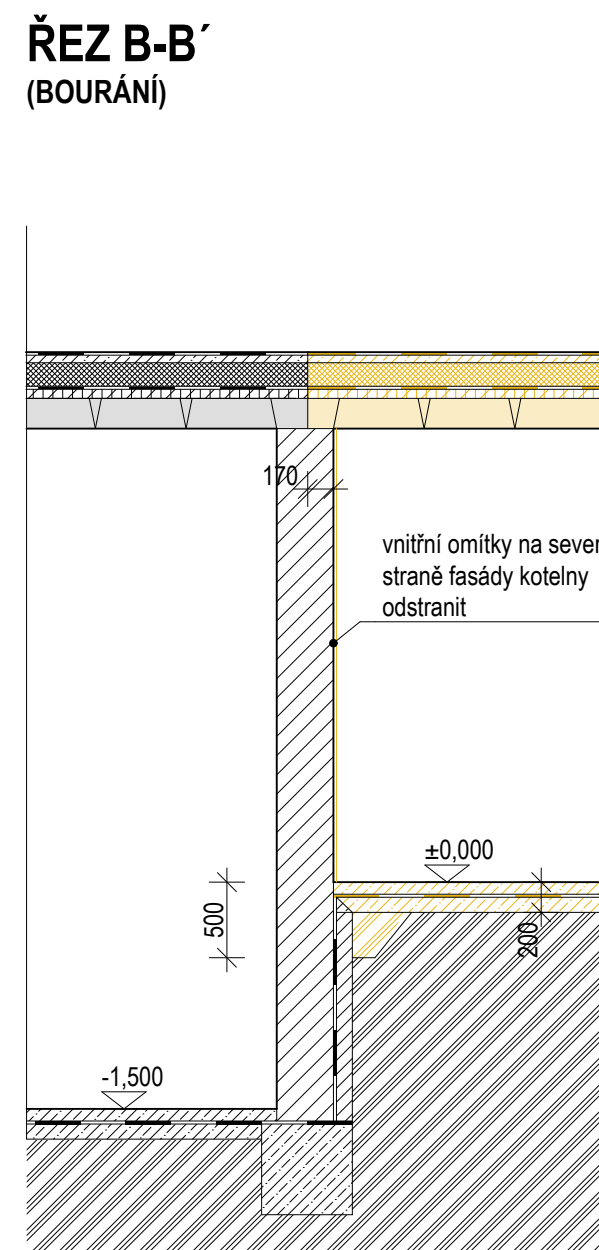 ŘEZ B-B´
(BOURÁNÍ)
170
vnitřní omítky na sever
straně fasády kotelny
odstranit
±0,000
500
200
-1,500